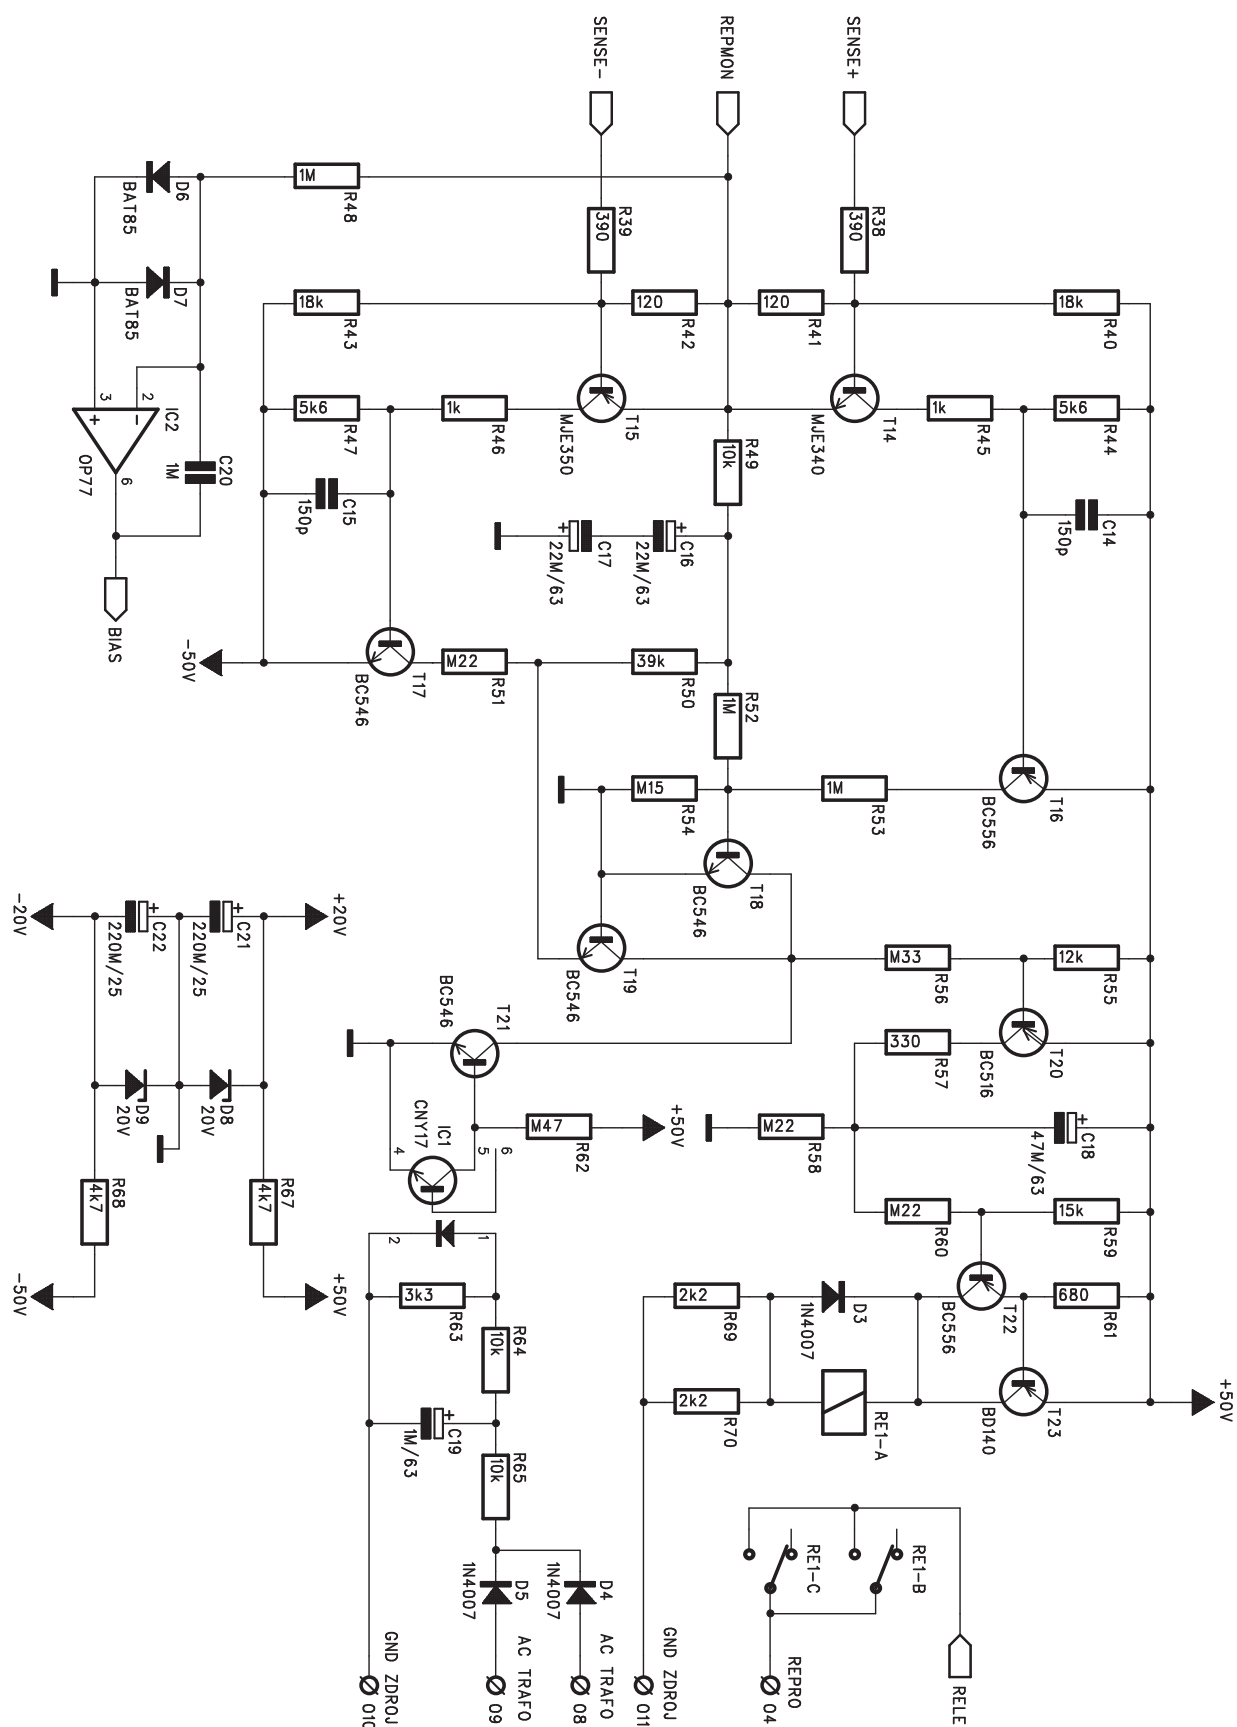 SENSE+
REPMON
SENSE-
R38
390
R39
390
R48
1M
D6
BAT85
D7
BAT85
R40
18k
R41
120
R42
120
R43
18k
R44
5k6
R45
1k
T14
MJE340
T15
MJE350
R46
1k
R47
5k6
2
3
6
IC2
OP77
C20
1M
BIAS
R49
10k
C14
150p
C15
150p
C16
22M/63
C17
22M/63
T16
BC556
T17
BC546
-50V
R50
39k
R51
M22
R52
1M
R53
1M
R54
M15
T18
BC546
T19
BC546
R55
12k
R56
M33
T20
BC516
R57
330
R58
M22
C18
47M/63
T21
BC546
IC1
CNY17
4
5
6
1
2
R62
M47
+50V
R59
15k
R60
M22
R61
680
T22
BC556
T23
BD140
+50V
D3
1N4007
RE1-A
R69
2k2
R70
2k2
R63
3k3
R64
10k
C19
1M/63
R65
10k
D4
1N4007
D5
1N4007
RE1-B
RE1-C
RELE
REPRO
04
GND ZDROJ
011
AC TRAFO
08
AC TRAFO
09
GND ZDROJ
010
+20V
-20V
C21
220M/25
C22
220M/25
D8
20V
D9
20V
R67
4k7
R68
4k7
+50V
-50V